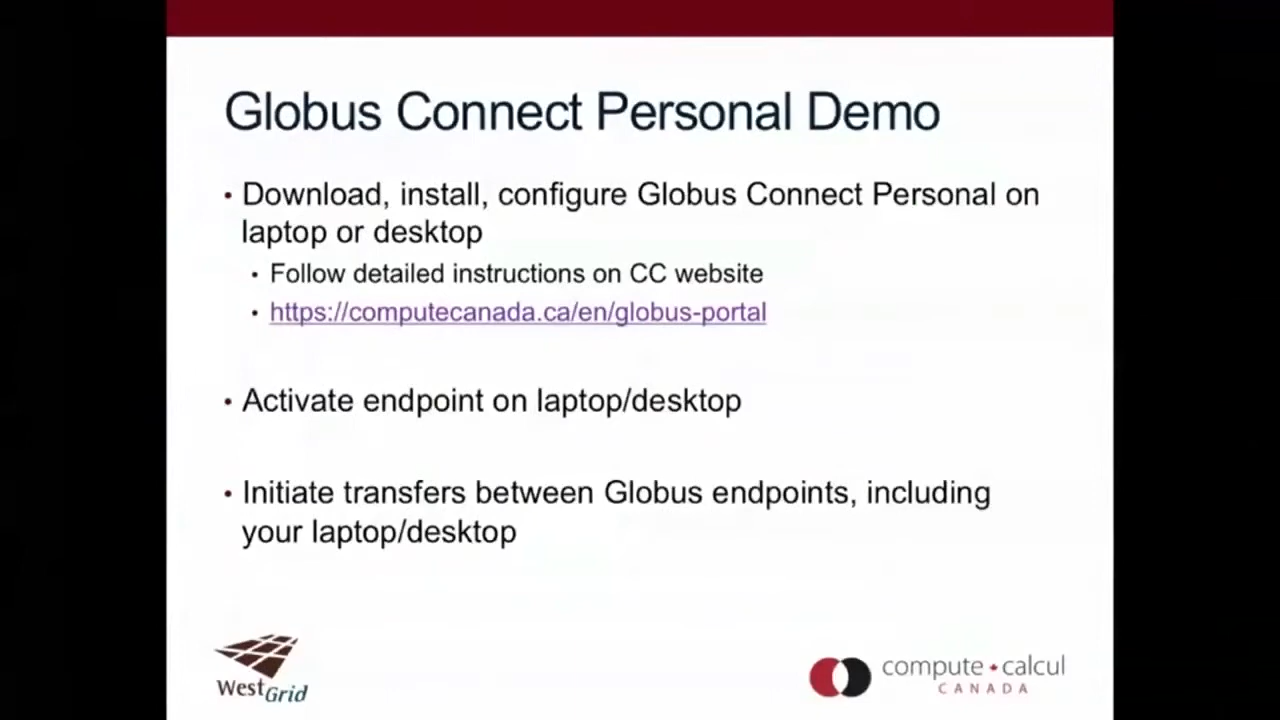 Globus Connect Personal Demo
• Download, install, configure Globus Connect Personal on
laptop or desktop
• Follow detailed instructions on CC website
• https://computecanada.ca/en/globus-portal
• Activate endpoint on laptop/desktop
• Initiate transfers between Globus endpoints, including
your laptop/desktop
WestGrid
compute • calcul
CANADA